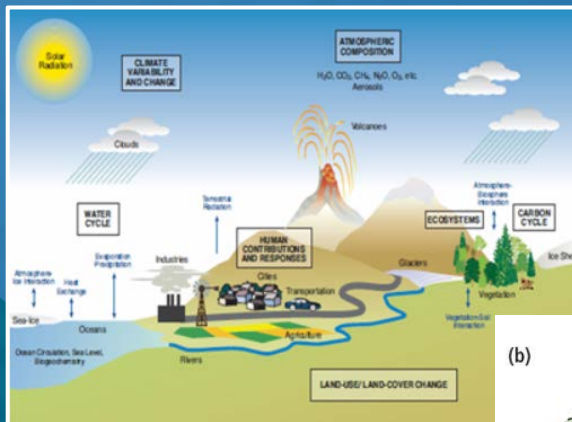 Solar
Radiation
CLIMATE
VARIABILITY
AND CHANGE
ATMOSPHERIC
COMPOSITION
H₂O, CO₂, CH₄, N₂O, O₃, etc.
Aerosols
Volcanoes
Clouds
Atmosphere-
Biosphere
Interaction
Terrestrial
Radiation
WATER
CYCLE
ECOSYSTEMS
CARBON
CYCLE
HUMAN
CONTRIBUTIONS
AND RESPONSES
Evaporation
Precipitation
Industries
Cities
Glaciers
Ice She
Atmosphere-
Ice Interaction
Heat
Exchange
Transportation
Vegetation
Sea-Ice
Oceans
Agriculture
Vegetation-Soil
Interaction
Ocean Circulation, Sea Level,
Biogeochemistry
Rivers
(b)
LAND-USE/ LAND-COVER CHANGE